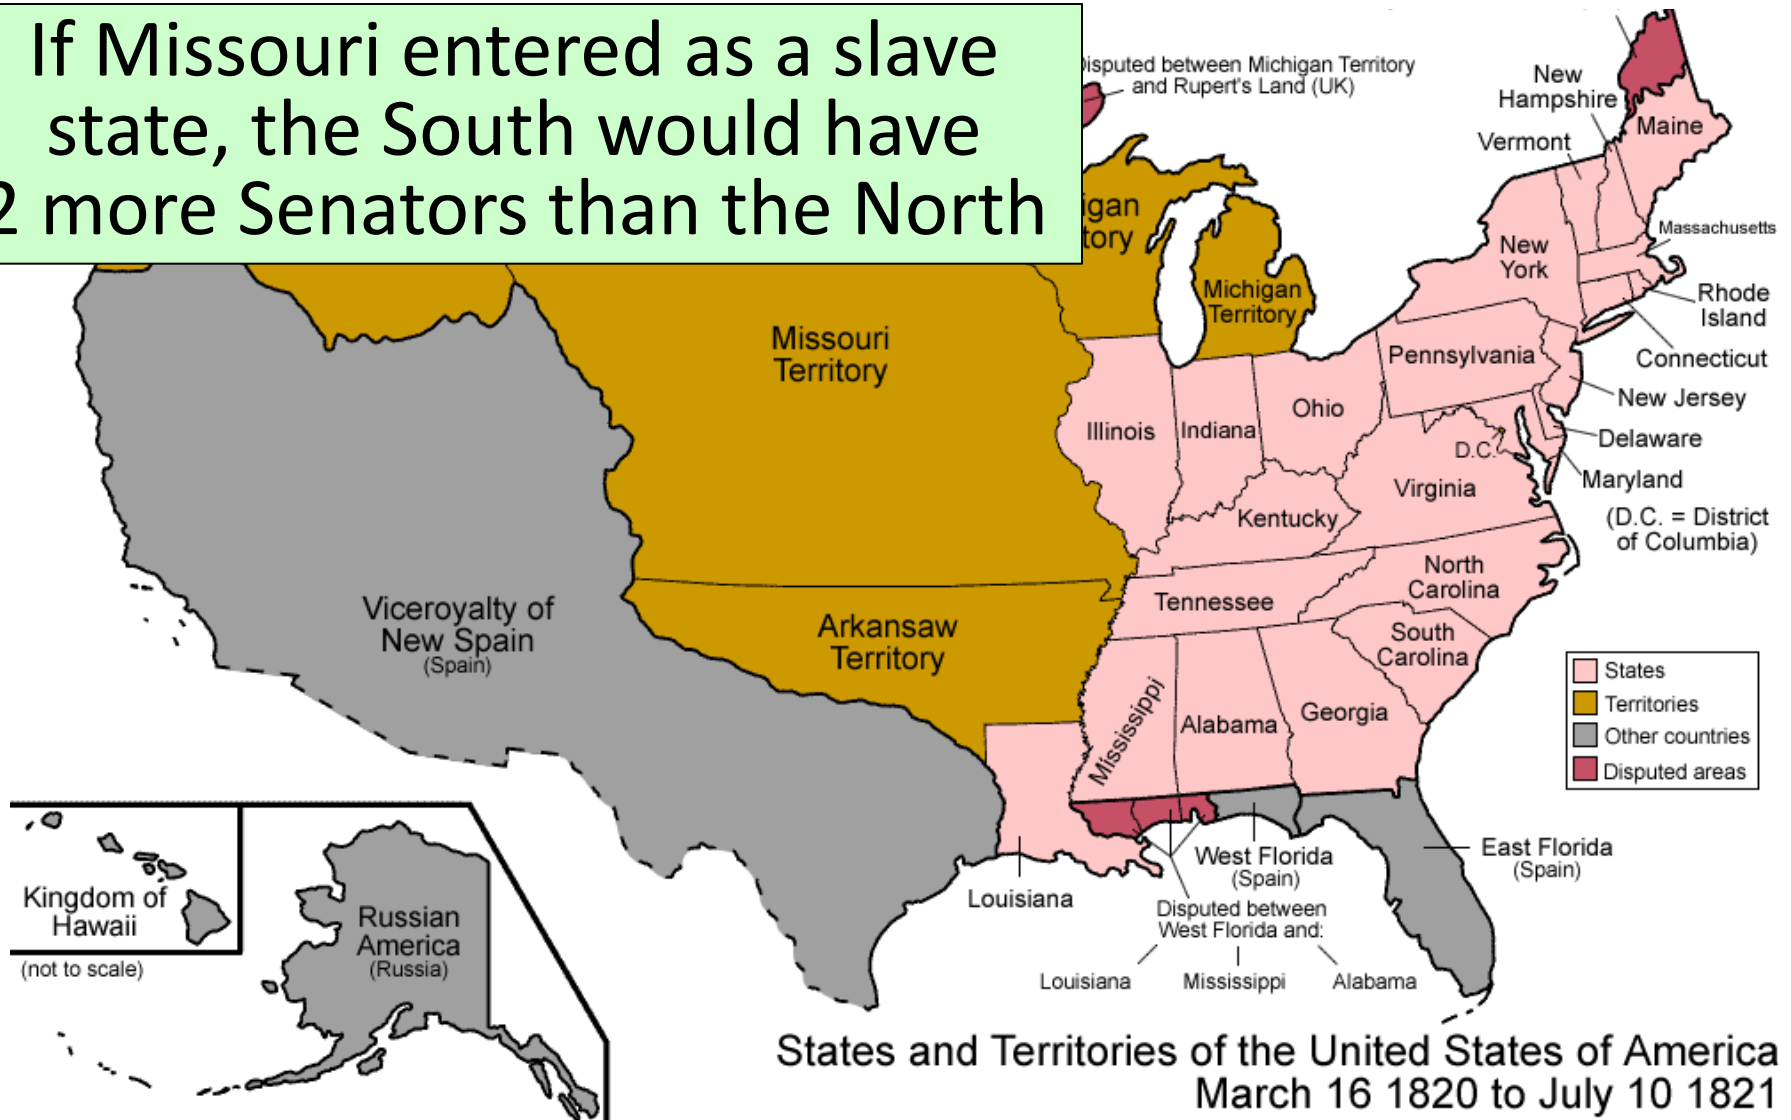 If Missouri entered as a slave
state, the South would have
2 more Senators than the North
Disputed between Michigan Territory
and Rupert's Land (UK)
New
Hampshire
Vermont
Maine
Massachusetts
New
York
Rhode
Island
Connecticut
New Jersey
Pennsylvania
Delaware
Maryland
(D.C. = District
of Columbia)
D.C.
igan
tory
Michigan
Territory
Missouri
Territory
Illinois
Indiana
Ohio
Virginia
Kentucky
North
Carolina
Tennessee
South
Carolina
Arkansaw
Territory
Viceroyalty of
New Spain
(Spain)
Mississippi
Alabama
Georgia
States
Territories
Other countries
Disputed areas
Louisiana
West Florida
(Spain)
East Florida
(Spain)
Disputed between
West Florida and:
Louisiana
Mississippi
Alabama
Kingdom of
Hawaii
(not to scale)
Russian
America
(Russia)
States and Territories of the United States of America
March 16 1820 to July 10 1821